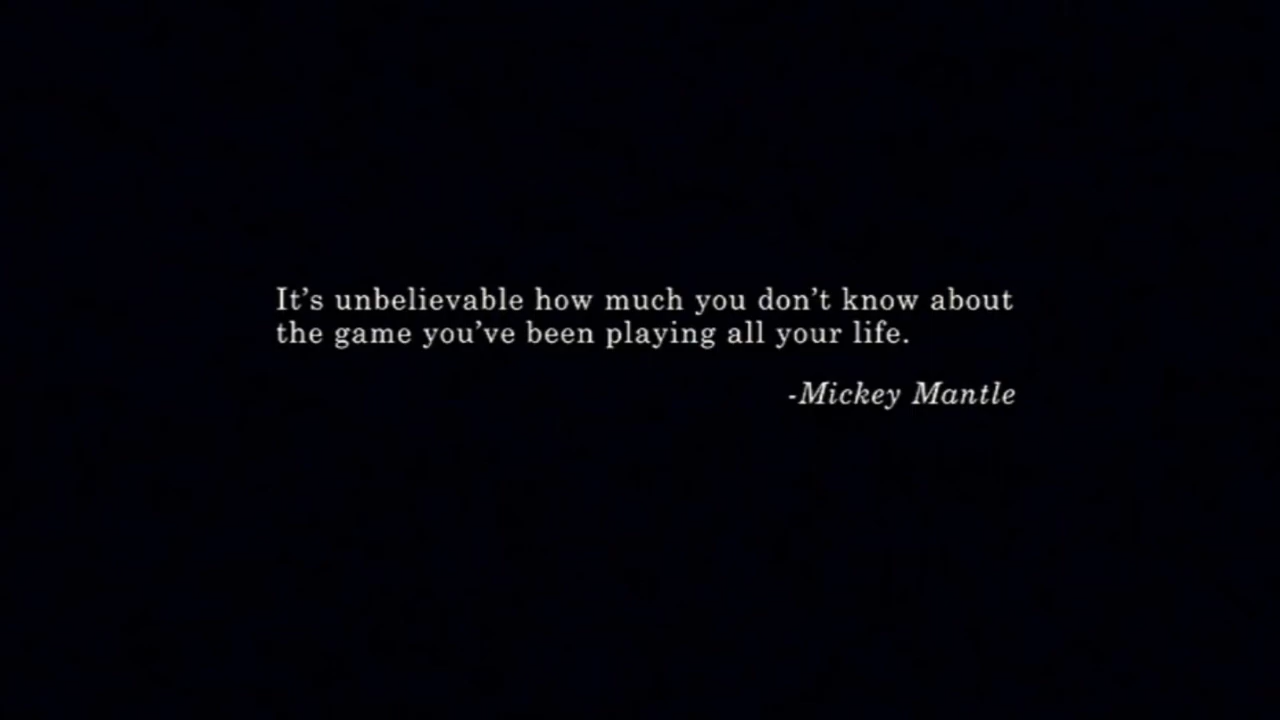 It’s unbelievable how much you don’t know about
the game you’ve been playing all your life.
-Mickey Mantle